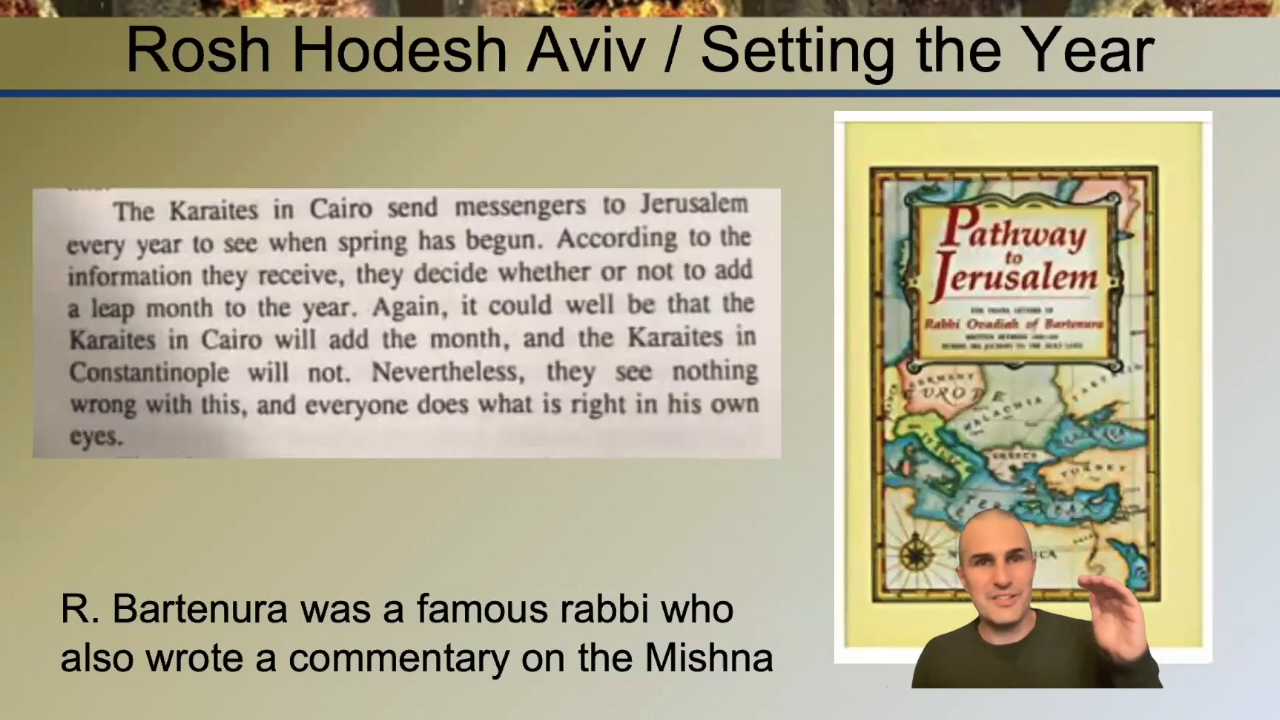 Rosh Hodesh Aviv / Setting the Year
The Karaites in Cairo send messengers to Jerusalem
every year to see when spring has begun. According to the
information they receive, they decide whether or not to add
a leap month to the year. Again, it could well be that the
Karaites in Cairo will add the month, and the Karaites in
Constantinople will not. Nevertheless, they see nothing
wrong with this, and everyone does what is right in his own
eyes.
R. Bartenura was a famous rabbi who
also wrote a commentary on the Mishna
Pathway
to
Jerusalem
Rabbi Ovadiah of Bartenura
GERMANY
EUROPE
WALACHIA
ITALY
GREECE
TURKEY